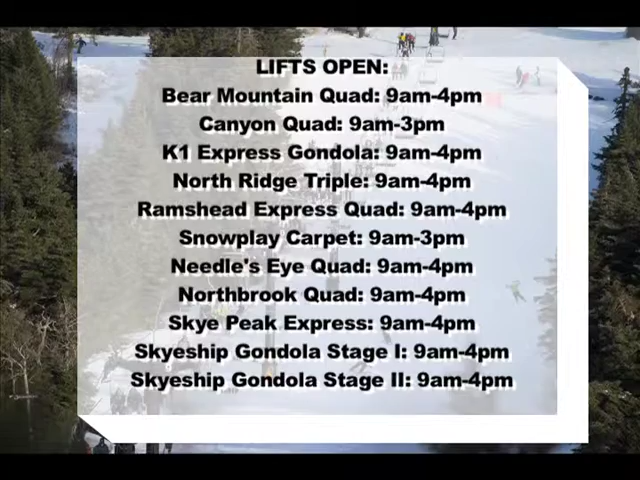 LIFTS OPEN:
Bear Mountain Quad: 9am-4pm
Canyon Quad: 9am-3pm
K1 Express Gondola: 9am-4pm
North Ridge Triple: 9am-4pm
Ramshead Express Quad: 9am-4pm
Snowplay Carpet: 9am-3pm
Needle's Eye Quad: 9am-4pm
Northbrook Quad: 9am-4pm
Skye Peak Express: 9am-4pm
Skyeship Gondola Stage I: 9am-4pm
Skyeship Gondola Stage II: 9am-4pm